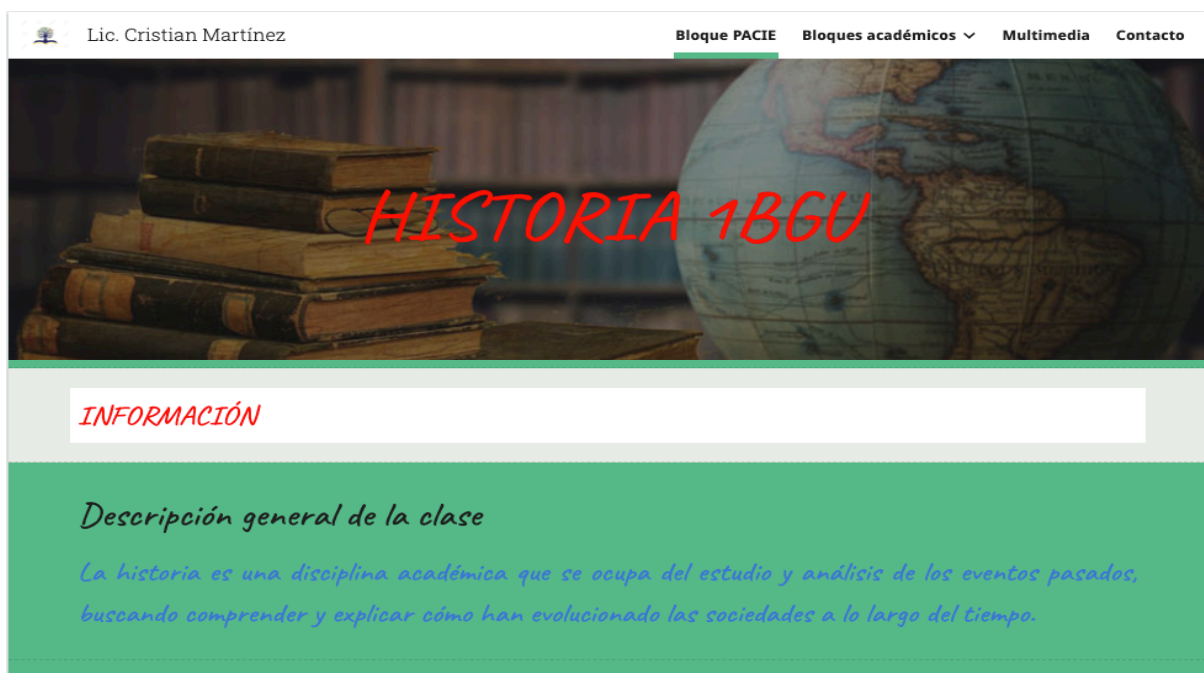 Lic. Cristian Martínez
Bloque PACIE
Bloques académicos
Multimedia
Contacto
HISTORIA 1BGU
INFORMACIÓN
Descripción general de la clase
La historia es una disciplina académica que se ocupa del estudio y análisis de los eventos pasados,
buscando comprender y explicar cómo han evolucionado las sociedades a lo largo del tiempo.